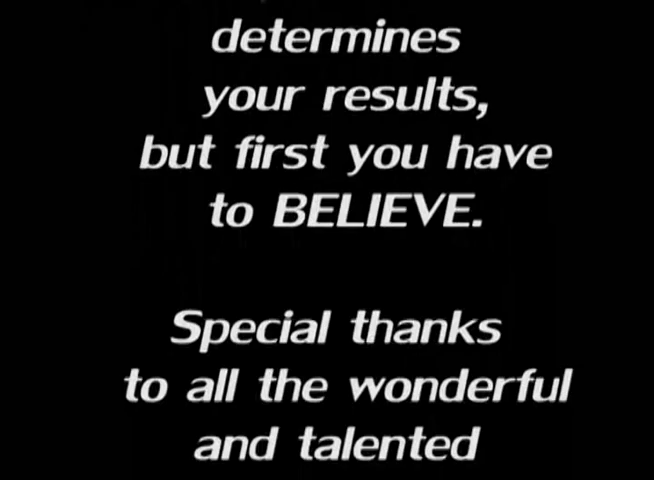 determines
your results,
but first you have
to BELIEVE.
Special thanks
to all the wonderful
and talented